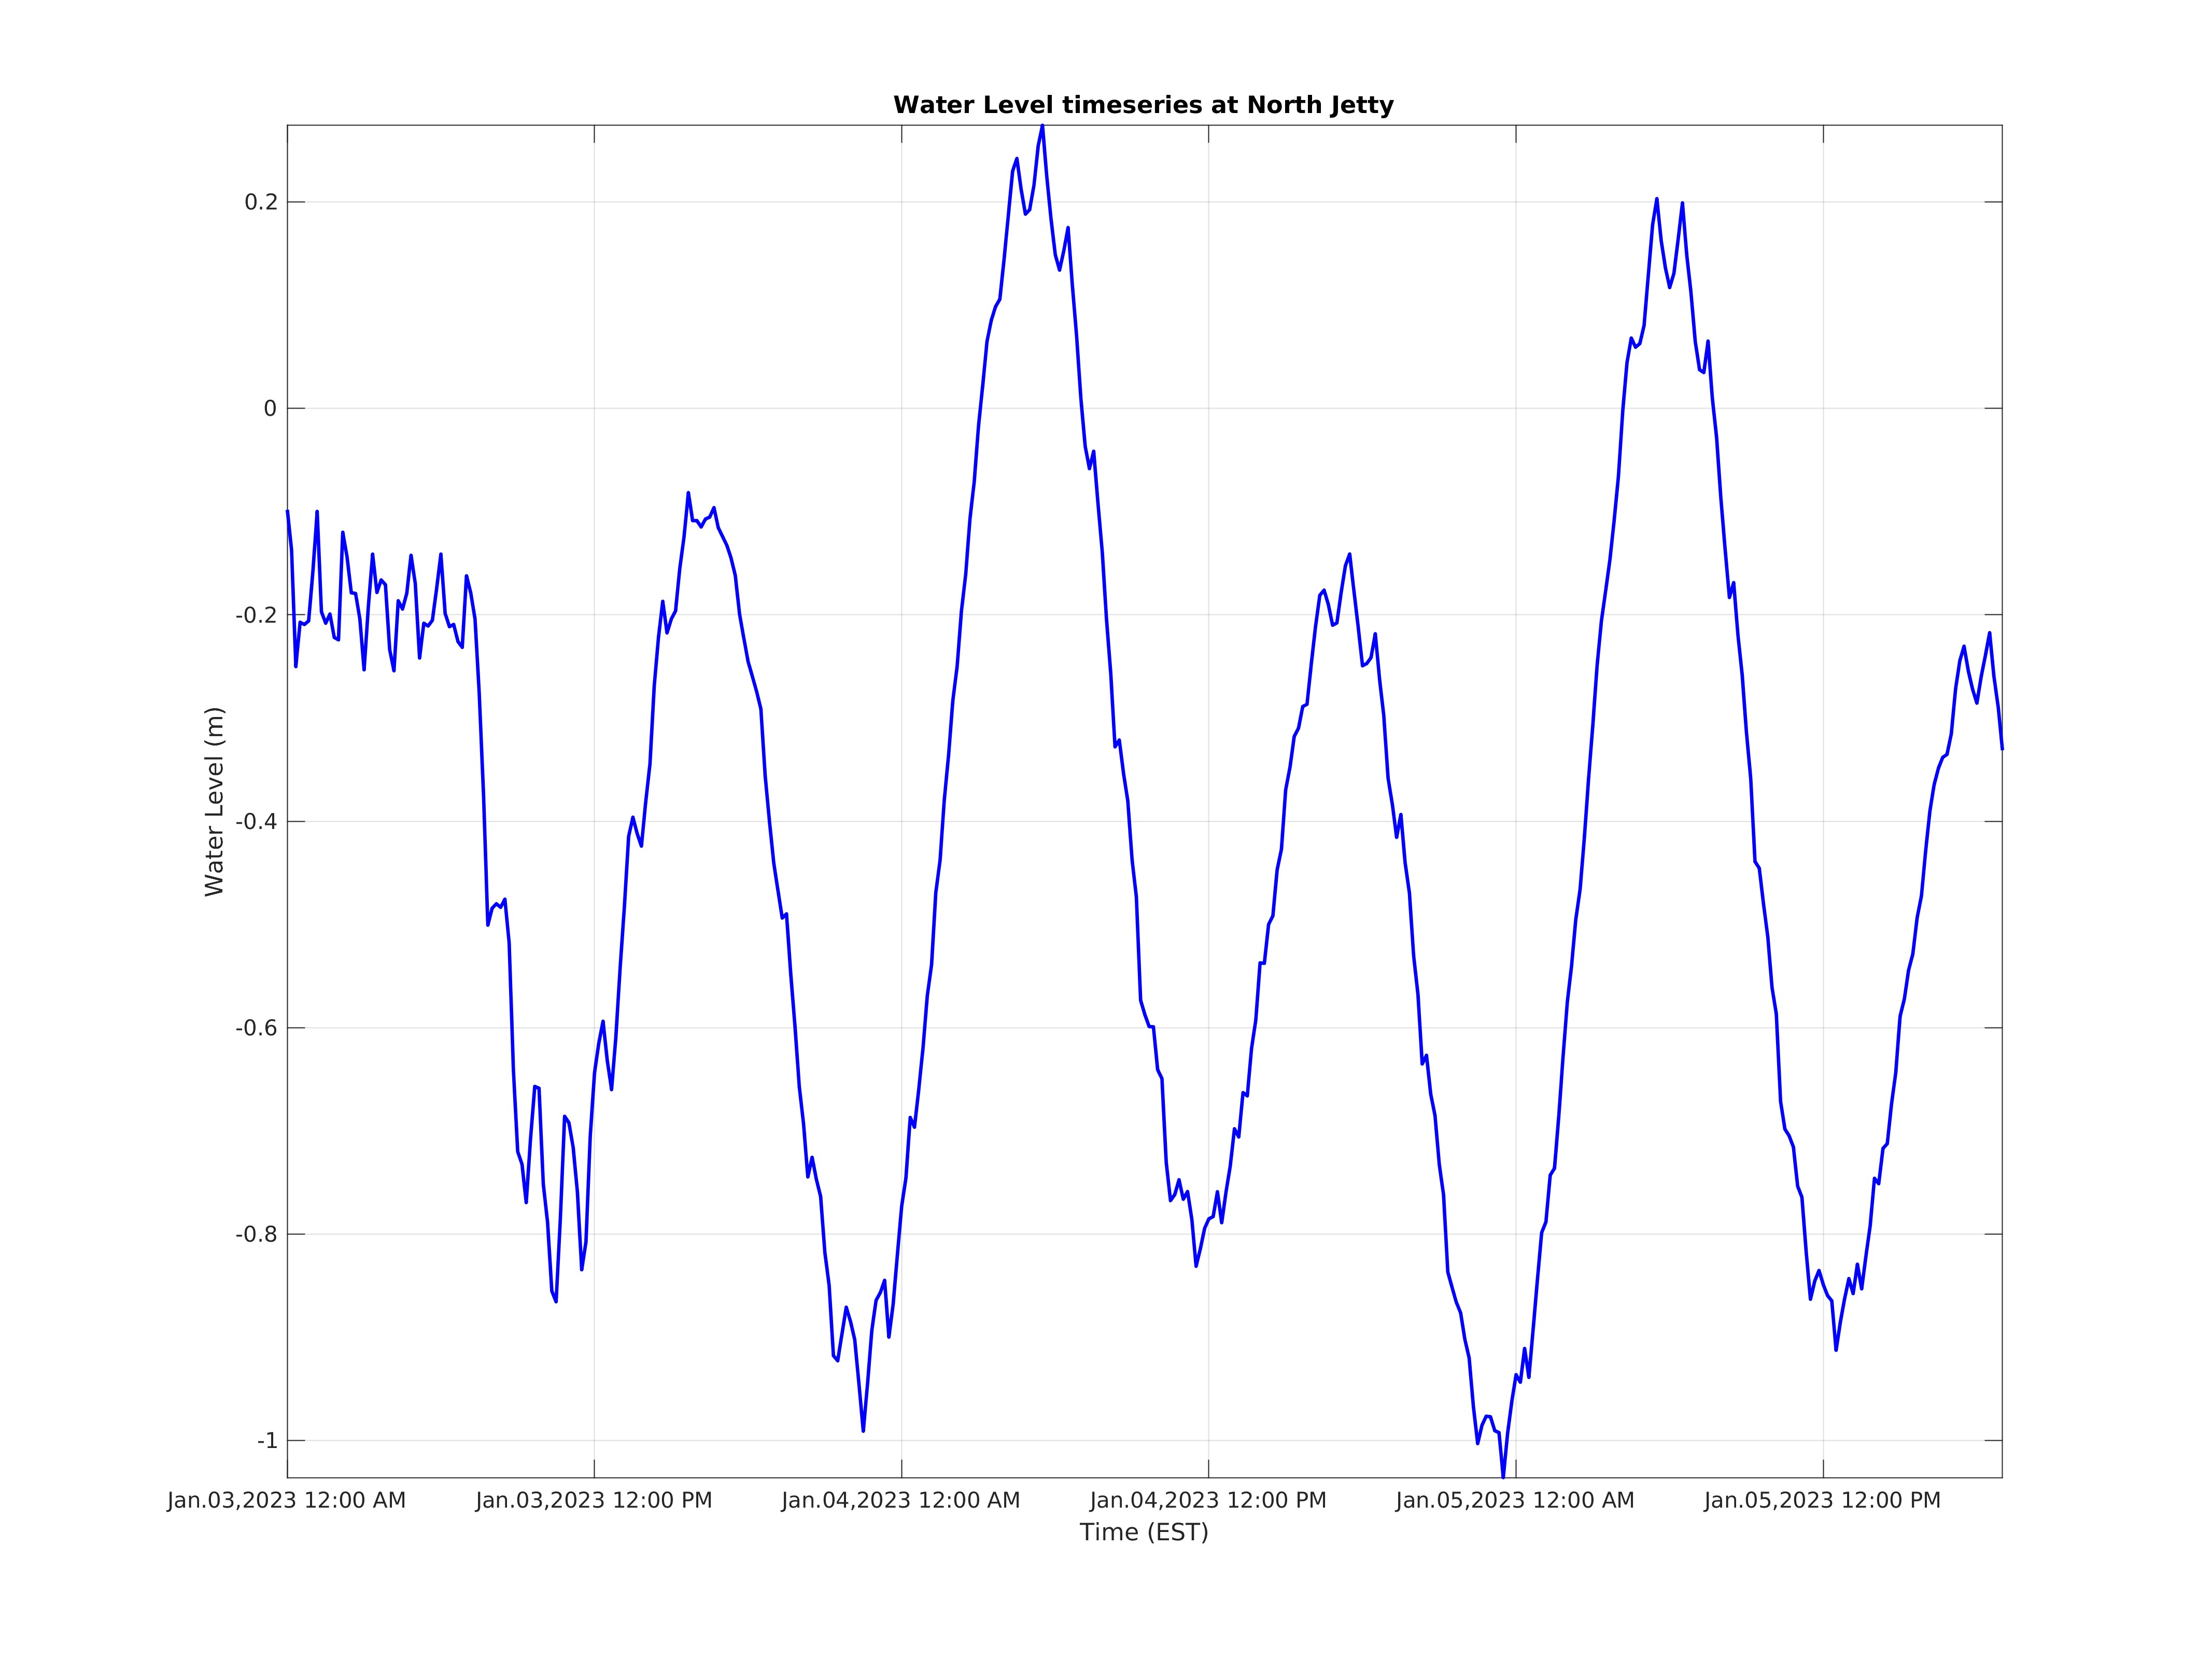 Water Level timeseries at North Jetty
0.2
0
-0.2
-0.4
-0.6
-0.8
-1
Water Level (m)
Jan.03,2023 12:00 AM
Jan.03,2023 12:00 PM
Jan.04,2023 12:00 AM
Jan.04,2023 12:00 PM
Jan.05,2023 12:00 AM
Jan.05,2023 12:00 PM
Time (EST)